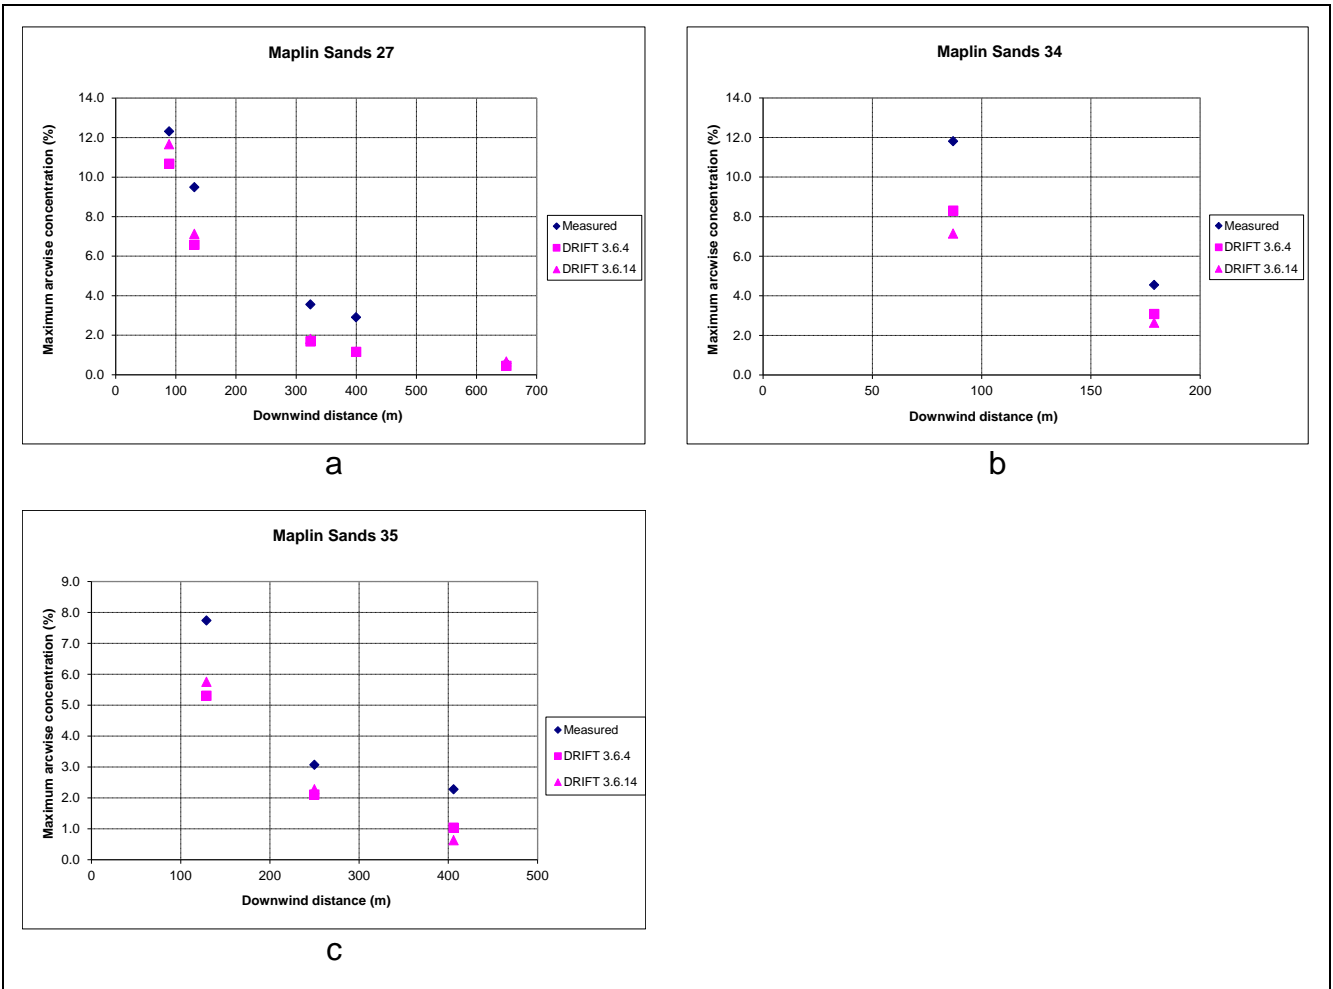 Maplin Sands 27
14.0
12.0
10.0
8.0
6.0
4.0
2.0
0.0
0 100 200 300 400 500 600 700
Maximum arcwise concentration (%)
Downwind distance (m)
Measured
DRIFT 3.6.4
DRIFT 3.6.14
a
Maplin Sands 34
14.0
12.0
10.0
8.0
6.0
4.0
2.0
0.0
0 50 100 150 200
Maximum arcwise concentration (%)
Downwind distance (m)
Measured
DRIFT 3.6.4
DRIFT 3.6.14
b
Maplin Sands 35
9.0
8.0
7.0
6.0
5.0
4.0
3.0
2.0
1.0
0.0
0 100 200 300 400 500
Maximum arcwise concentration (%)
Downwind distance (m)
Measured
DRIFT 3.6.4
DRIFT 3.6.14
c